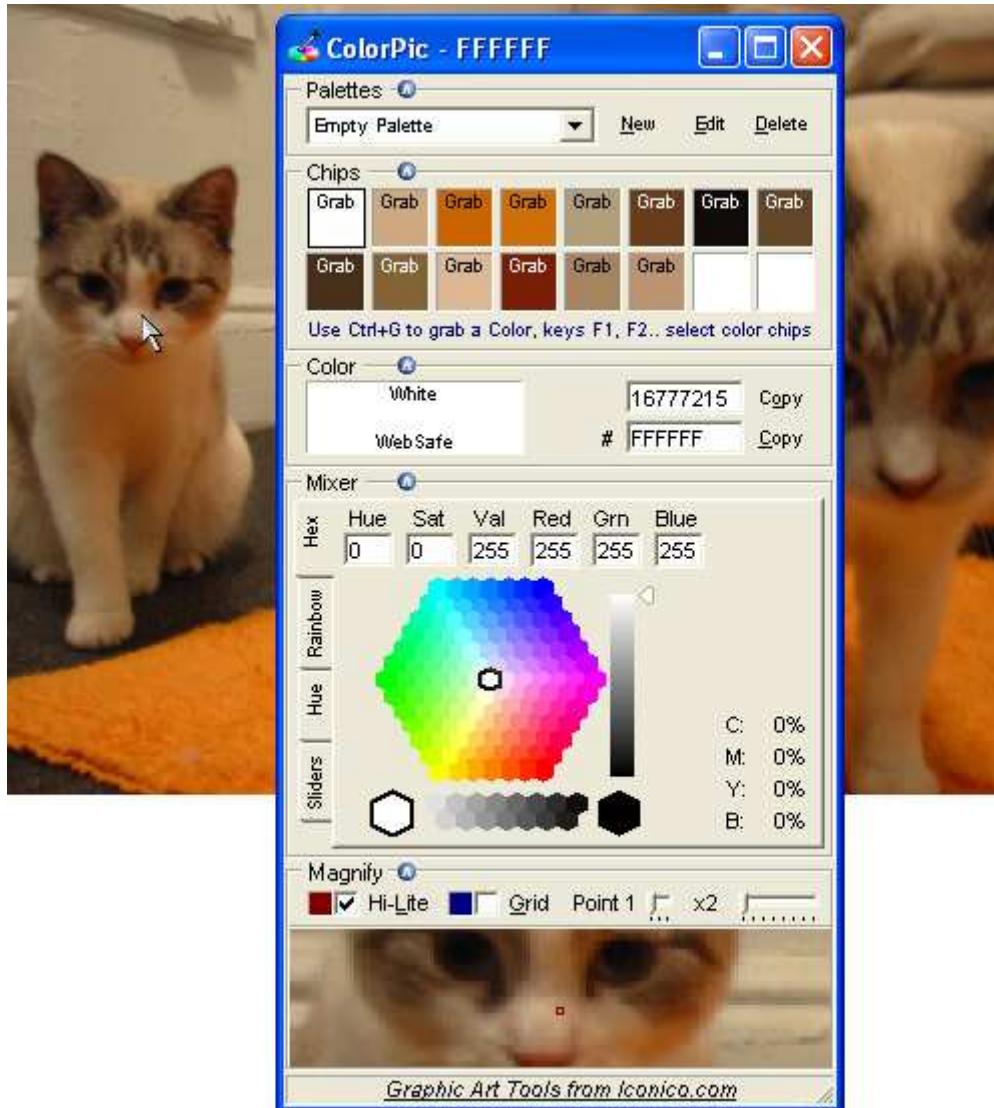 ColorPic - FFFFFF
Palettes
Empty Palette New Edit Delete
Chips
Grab Grab Grab Grab Grab Grab Grab Grab
Grab Grab Grab Grab Grab Grab
Use Ctrl+G to grab a Color, keys F1, F2.. select color chips
Color
White 16777215 Copy
WebSafe # FFFFFF Copy
Mixer
Hex Hue Sat Val Red Grn Blue
0 0 255 255 255 255
Rainbow
Hue
Sliders
C: 0%
M: 0%
Y: 0%
B: 0%
Magnify
Hi-Lite Grid Point 1 x2
Graphic Art Tools from Iconico.com